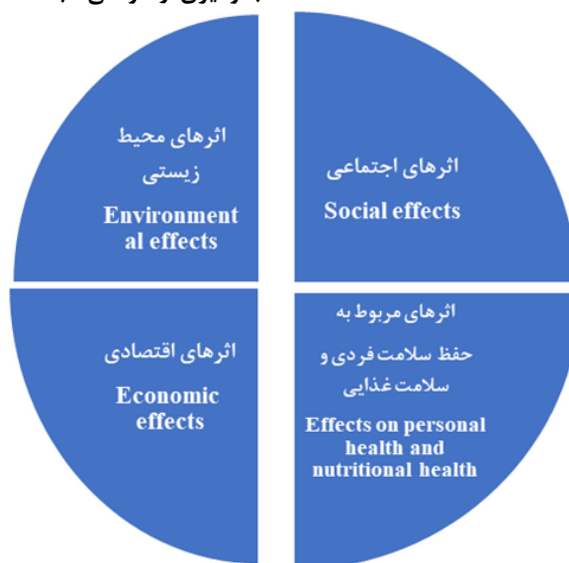 اثرهای محیط
زیستی
Environment
al effects
اثرهای اجتماعی
Social effects
اثرهای اقتصادی
Economic
effects
اثرهای مربوط به
حفظ سلامت فردی و
سلامت غذایی
Effects on personal
health and
nutritional health